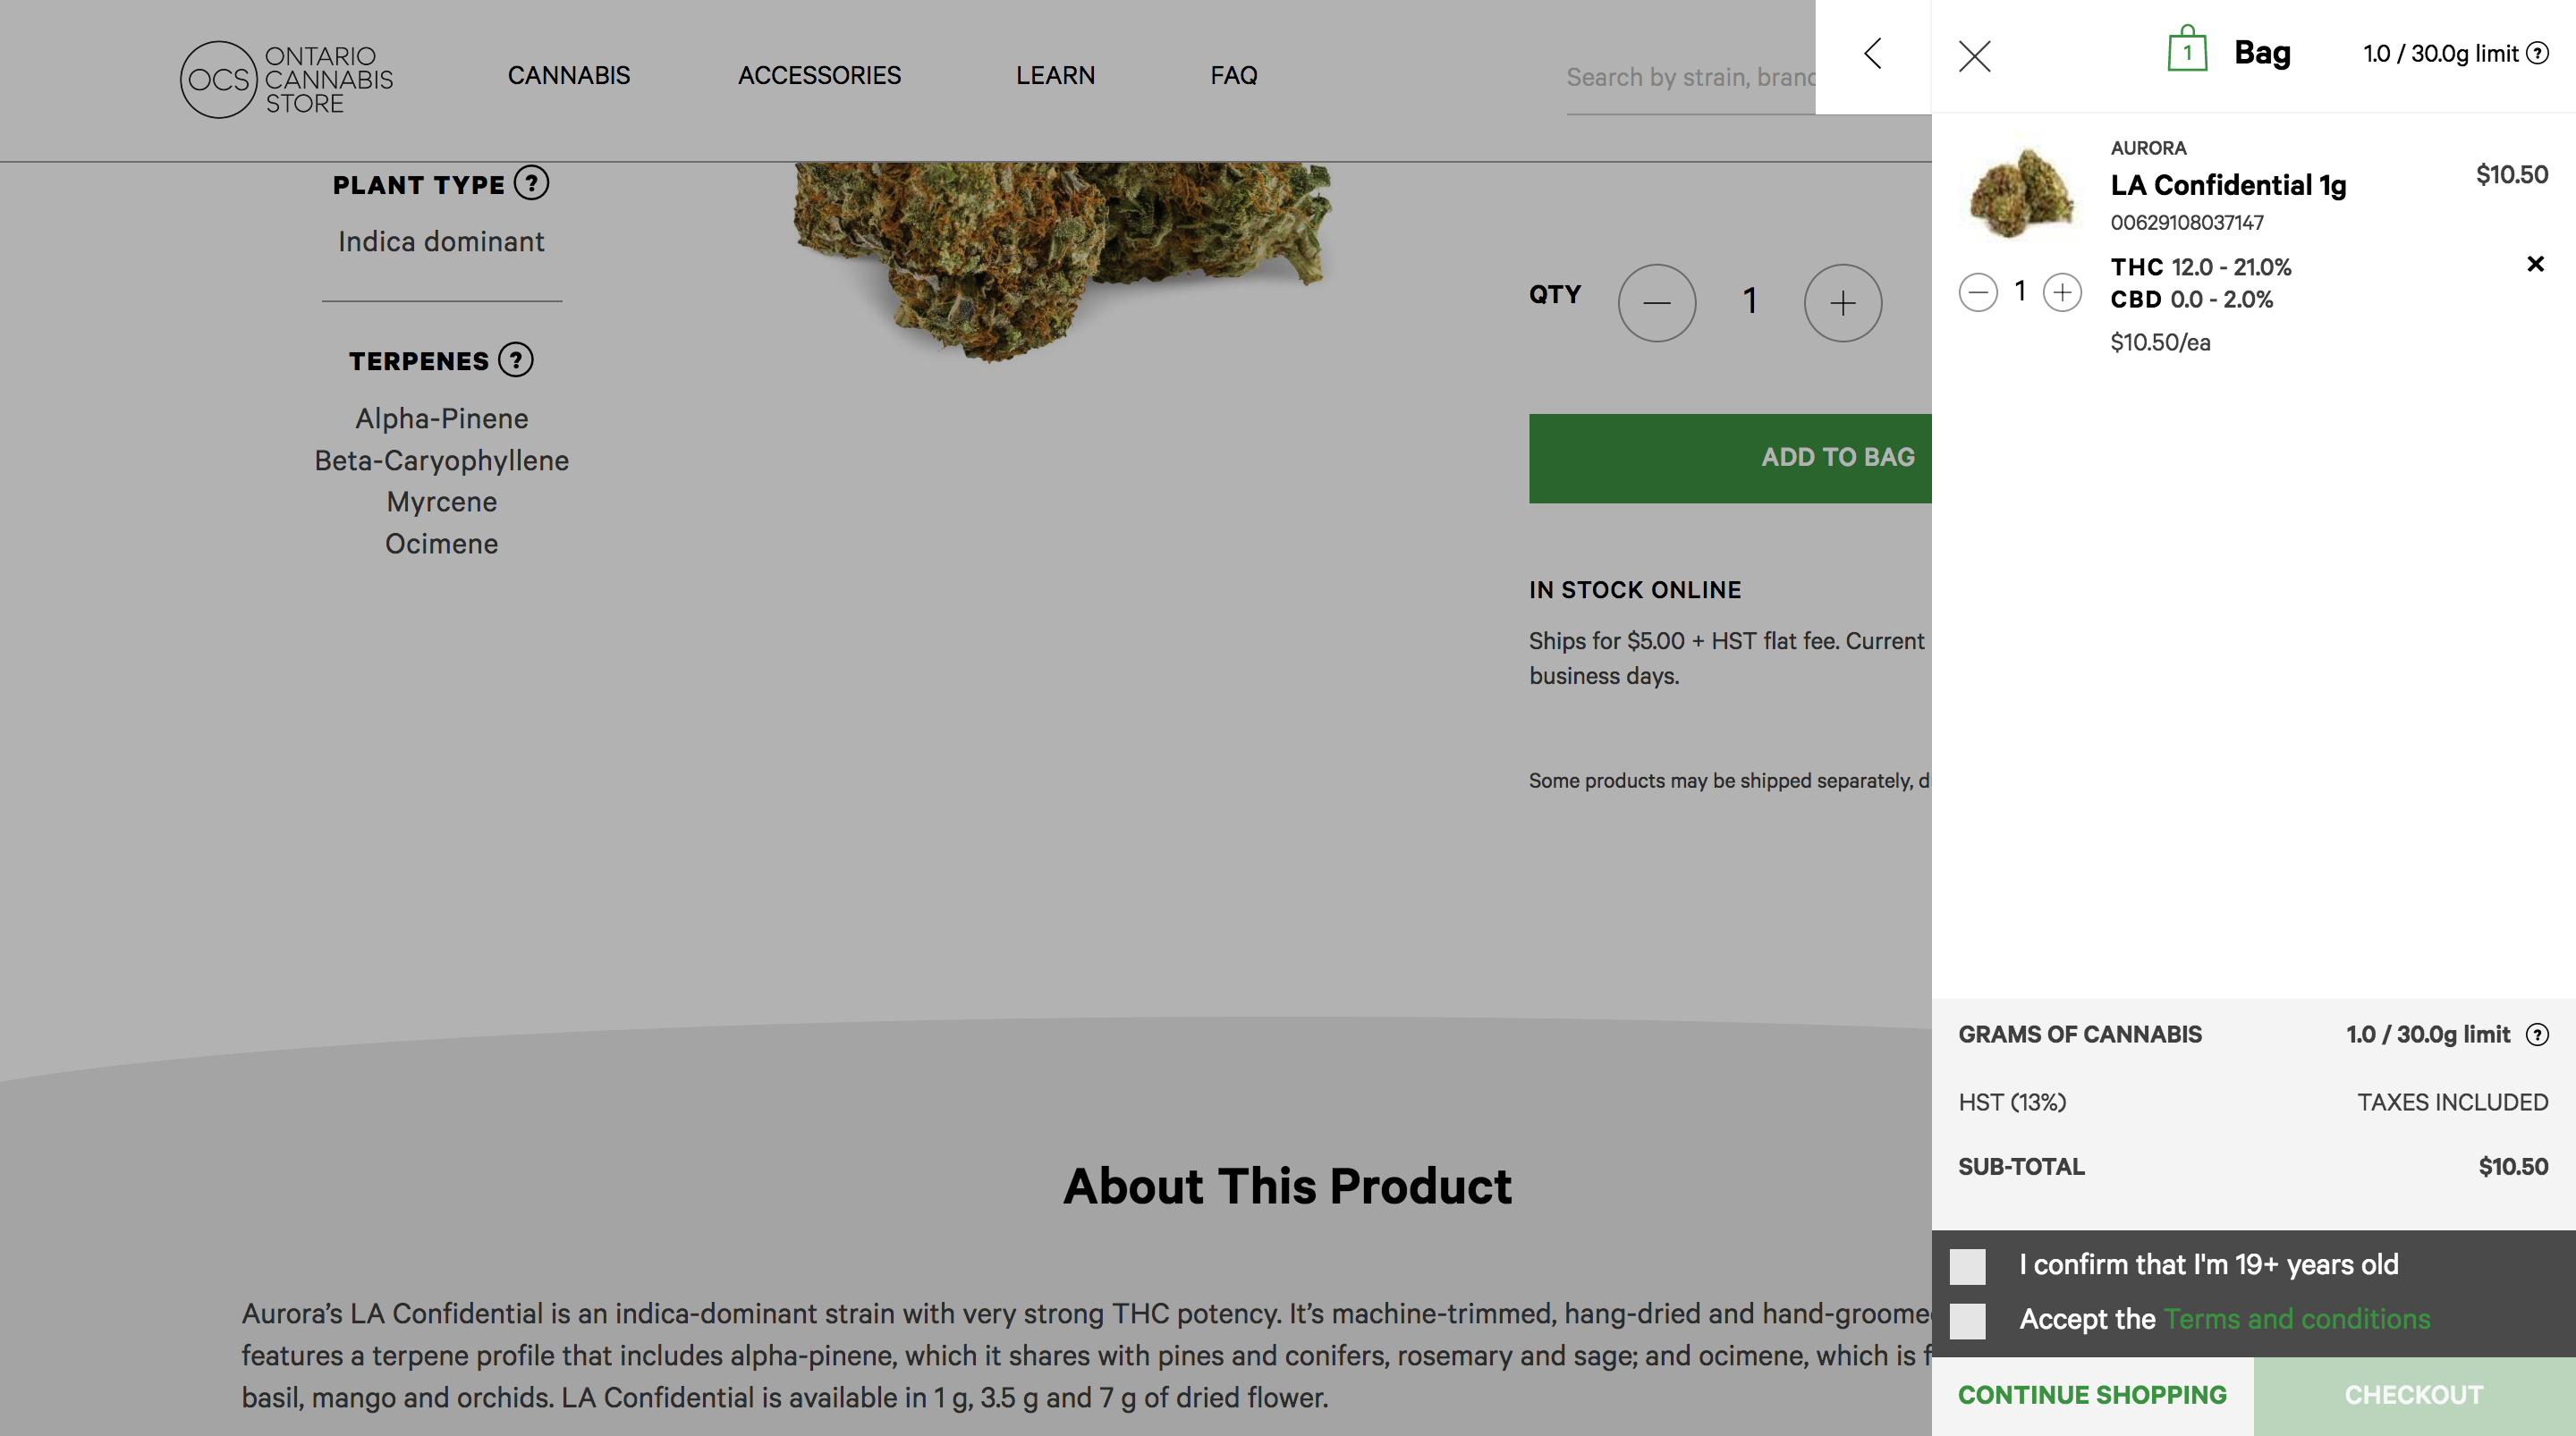 OCS
ONTARIO
CANNABIS
STORE
CANNABIS
ACCESSORIES
LEARN
FAQ
Search by strain, branc
1
Bag
1.0 / 30.0g limit ?
PLANT TYPE ?
Indica dominant
TERPENES ?
Alpha-Pinene
Beta-Caryophyllene
Myrcene
Ocimene
QTY
1
ADD TO BAG
IN STOCK ONLINE
Ships for $5.00 + HST flat fee. Current
business days.
Some products may be shipped separately, d
AURORA
LA Confidential 1g
$10.50
00629108037147
THC 12.0 - 21.0%
1
CBD 0.0 - 2.0%
$10.50/ea
GRAMS OF CANNABIS
1.0 / 30.0g limit ?
HST (13%)
TAXES INCLUDED
SUB-TOTAL
$10.50
I confirm that I'm 19+ years old
Accept the Terms and conditions
CONTINUE SHOPPING
CHECKOUT
About This Product
Aurora’s LA Confidential is an indica-dominant strain with very strong THC potency. It’s machine-trimmed, hang-dried and hand-groome
features a terpene profile that includes alpha-pinene, which it shares with pines and conifers, rosemary and sage; and ocimene, which is f
basil, mango and orchids. LA Confidential is available in 1 g, 3.5 g and 7 g of dried flower.